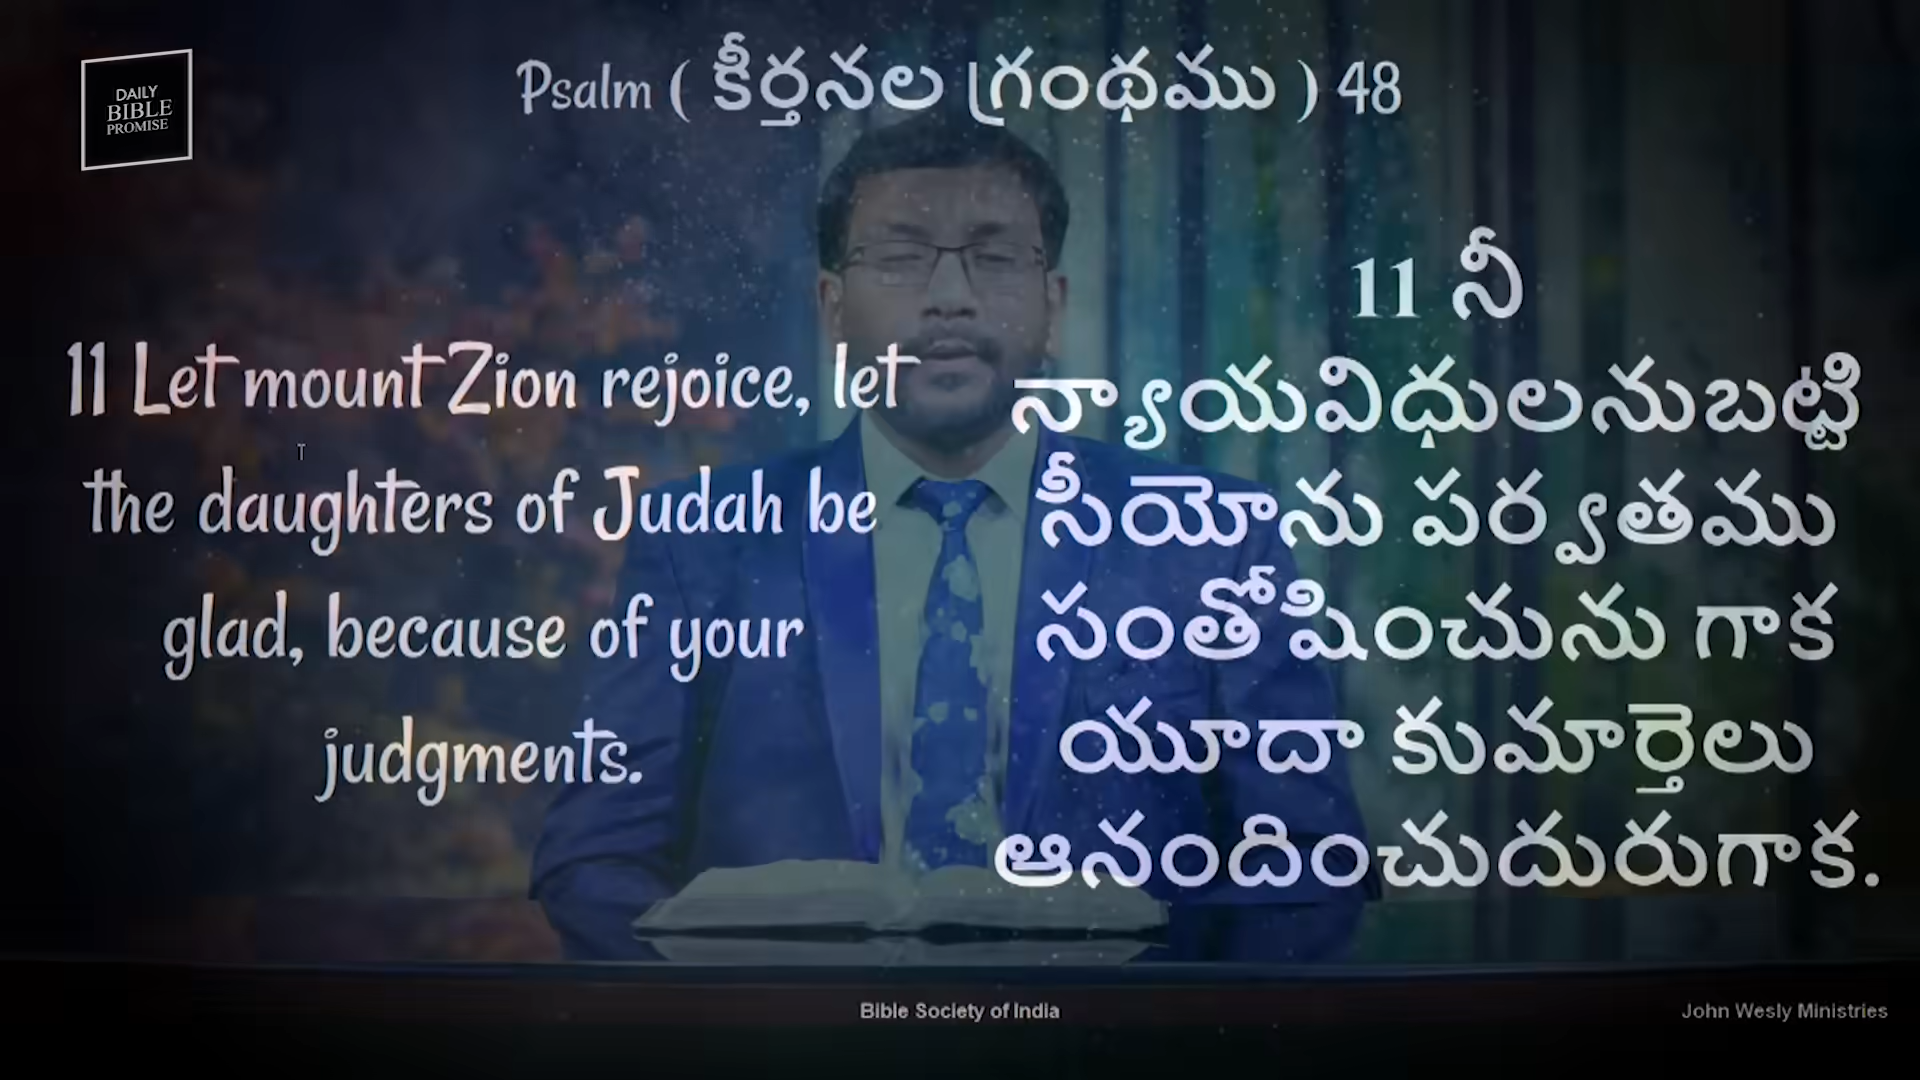 DAILY
BIBLE
PROMISE
Psalm ( కీర్తనల గ్రంథము ) 48
11 Let mount Zion rejoice, let
the daughters of Judah be
glad, because of your
judgments.
11 నీ
న్యాయవిధులనుబట్టి
సీయోను పర్వతము
సంతోషించును గాక
యూదా కుమార్తెలు
ఆనందించుదురుగాక.
Bible Society of India
John Wesly Ministries